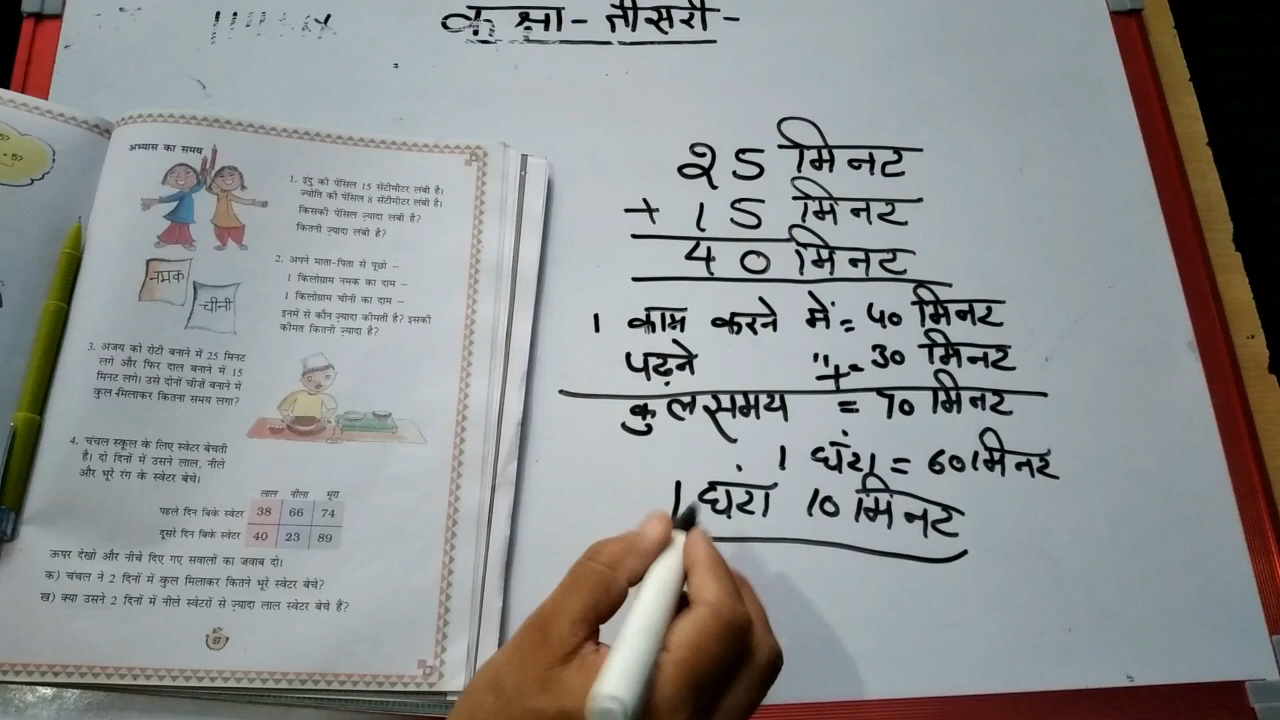 कक्षा - तीसरी -
अभ्यास का समय
1. इंदु की पेंसिल 15 सेंटीमीटर लंबी है।
ज्योति की पेंसिल 8 सेंटीमीटर लंबी है।
किसकी पेंसिल ज़्यादा लंबी है?
कितनी ज़्यादा लंबी है?
नमक
चीनी
2. अपने माता-पिता से पूछो –
1 किलोग्राम नमक का दाम –
1 किलोग्राम चीनी का दाम –
इनमें से कौन ज़्यादा कीमती है? इसकी
कीमत कितनी ज़्यादा है?
3. अजय को रोटी बनाने में 25 मिनट
लगे और फिर दाल बनाने में 15
मिनट लगे। उसे दोनों चीज़ें बनाने में
कुल मिलाकर कितना समय लगा?
4. चंचल स्कूल के लिए स्वेटर बेचती
है। दो दिनों में उसने लाल, नीले
और भूरे रंग के स्वेटर बेचे।
लाल नीला भूरा
पहले दिन बिके स्वेटर 38 66 74
दूसरे दिन बिके स्वेटर 40 23 89
ऊपर देखो और नीचे दिए गए सवालों का जवाब दो।
क) चंचल ने 2 दिनों में कुल मिलाकर कितने भूरे स्वेटर बेचे?
ख) क्या उसने 2 दिनों में नीले स्वेटरों से ज़्यादा लाल स्वेटर बेचे हैं?
87
25 मिनट
+ 15 मिनट
40 मिनट
1 काम करने में = 40 मिनट
पढ़ने " += 30 मिनट
कुल समय = 70 मिनट
1 घंटा = 60 मिनट
1 घंटा 10 मिनट